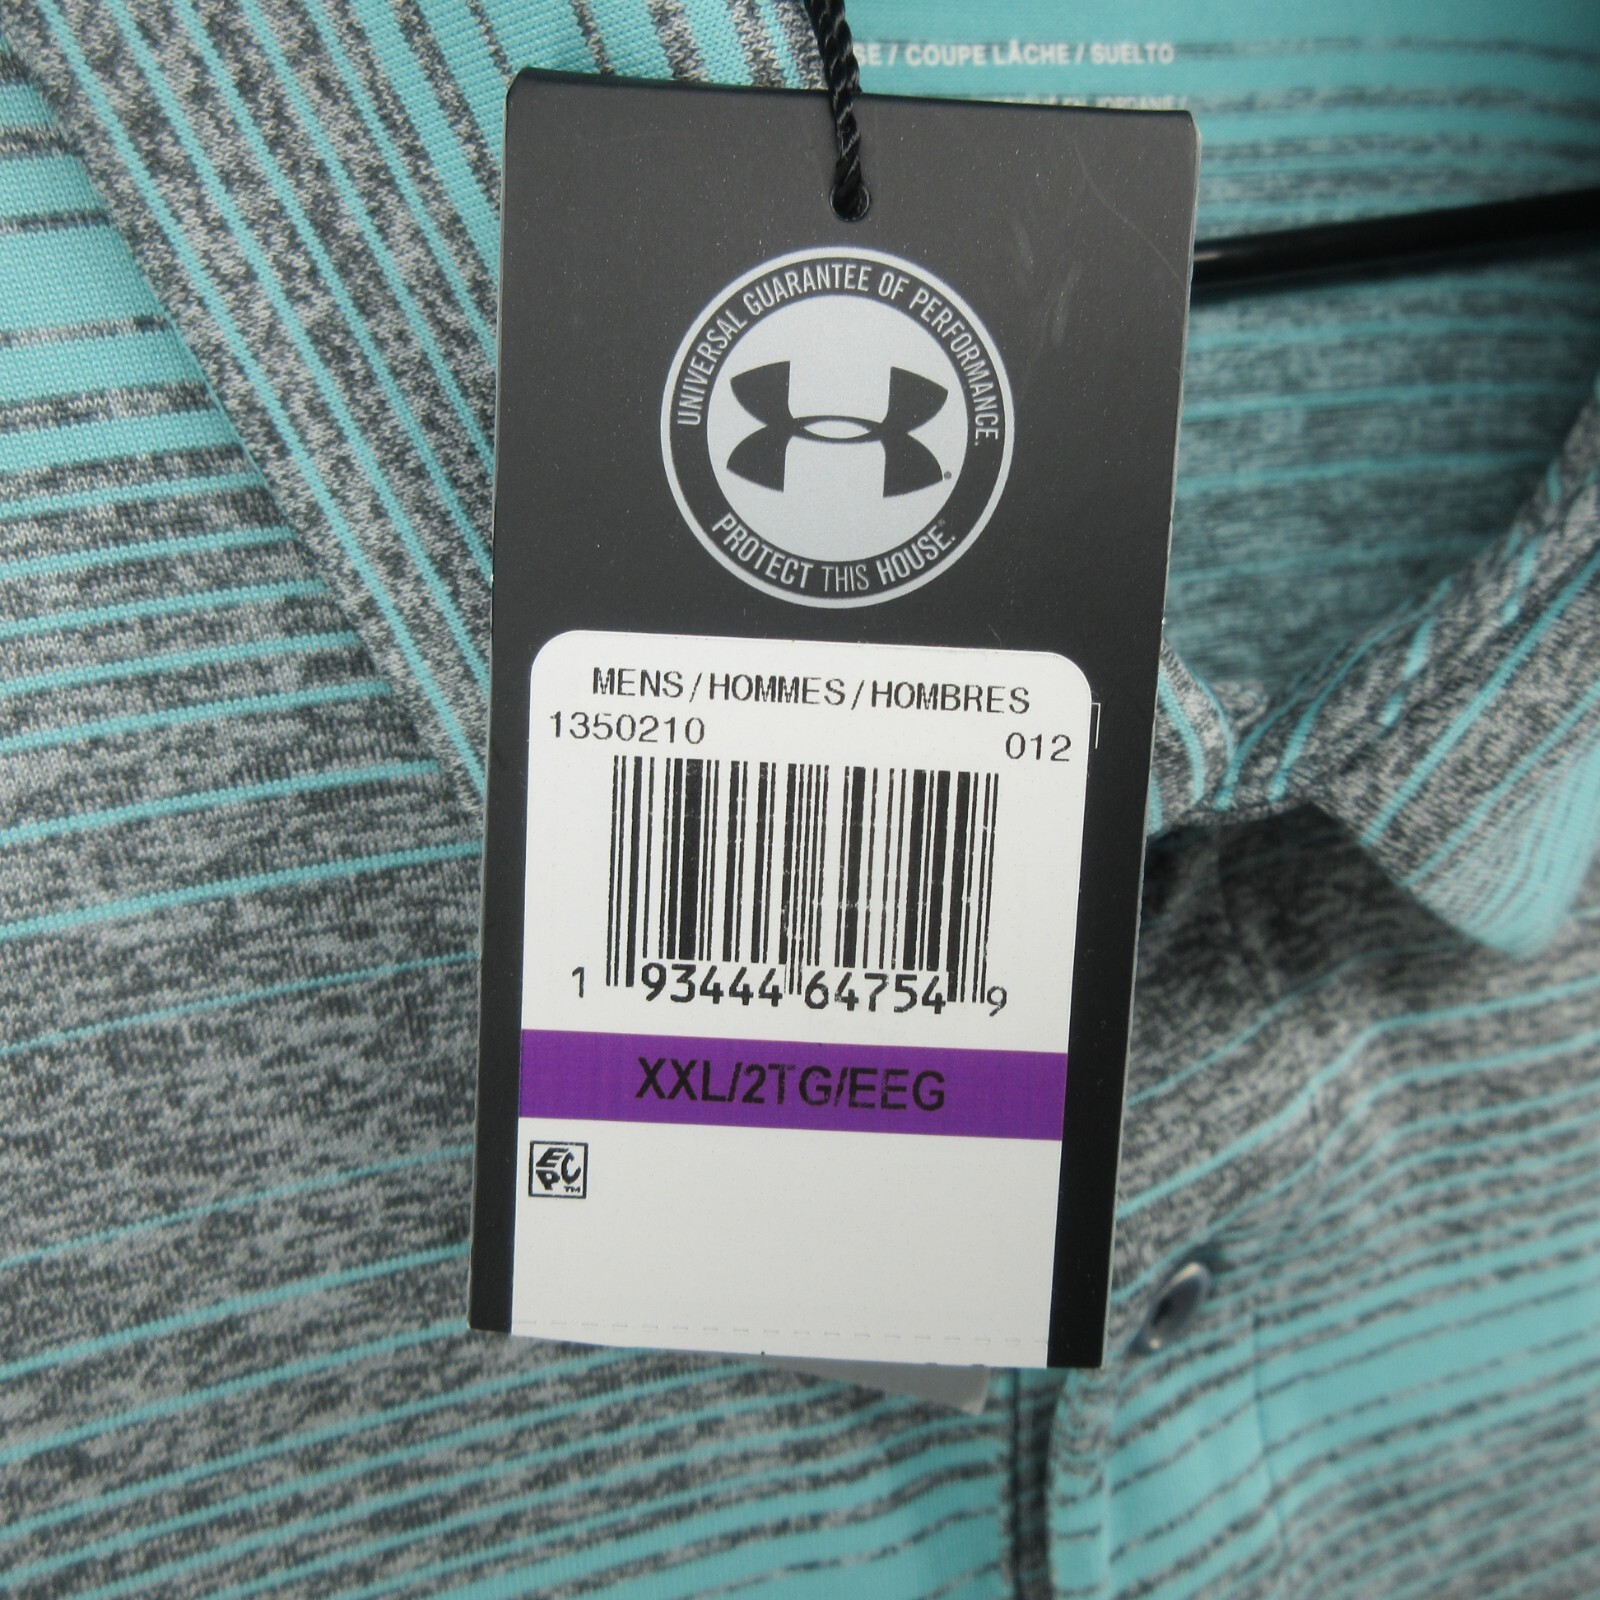 / COUPE LÂCHE / SUELTO
UNIVERSAL GUARANTEE OF PERFORMANCE.
PROTECT THIS HOUSE.®
MENS/HOMMES/HOMBRES
1350210
012
1 93444 64754 9
XXL/2TG/EEG
EPC™